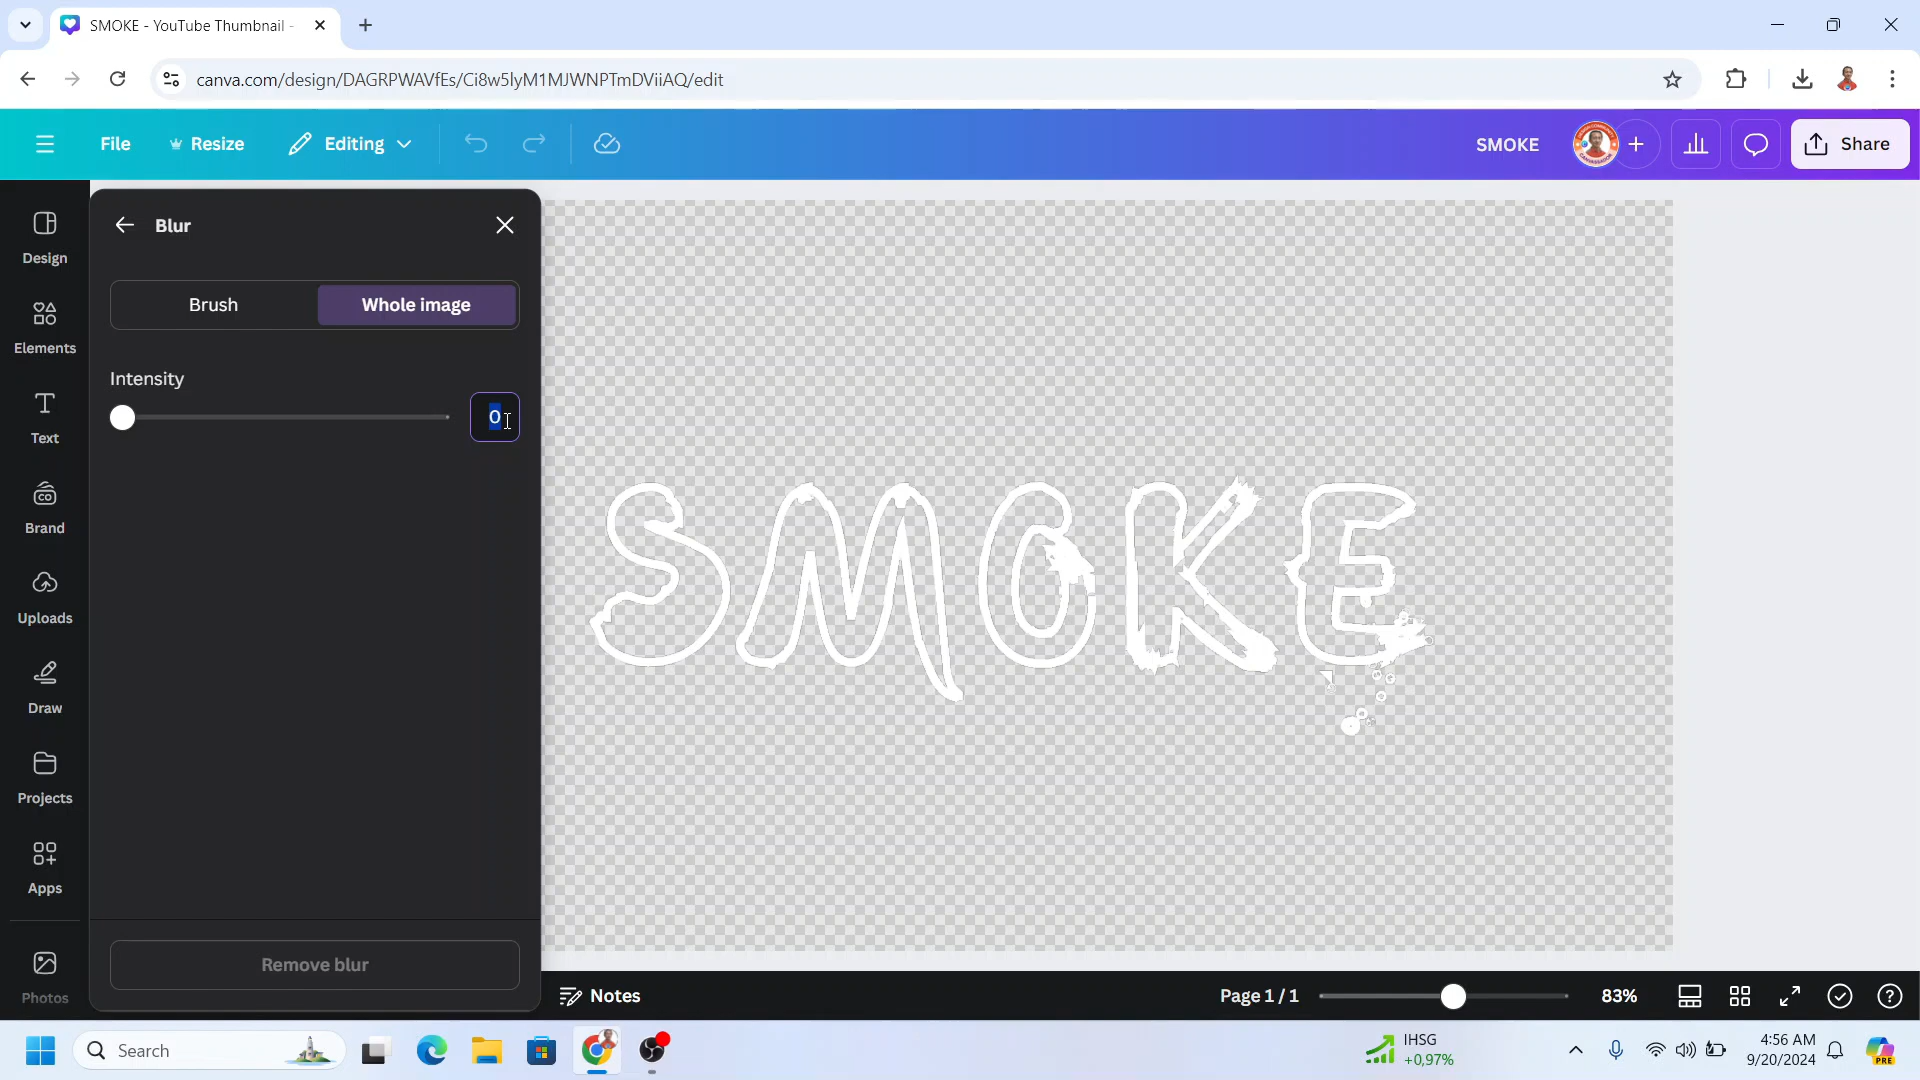 SMOKE - YouTube Thumbnail -
canva.com/design/DAGRPWAVfEs/Ci8w5lyM1MJWNPTmDViiAQ/edit
File
Resize
Editing
SMOKE
Share
Design
Elements
Text
Brand
Uploads
Draw
Projects
Apps
Photos
Blur
Brush
Whole image
Intensity
0
Remove blur
SMOKE
Notes
Page 1 / 1
83%
Search
IHSG
+0,97%
4:56 AM
9/20/2024
PRE